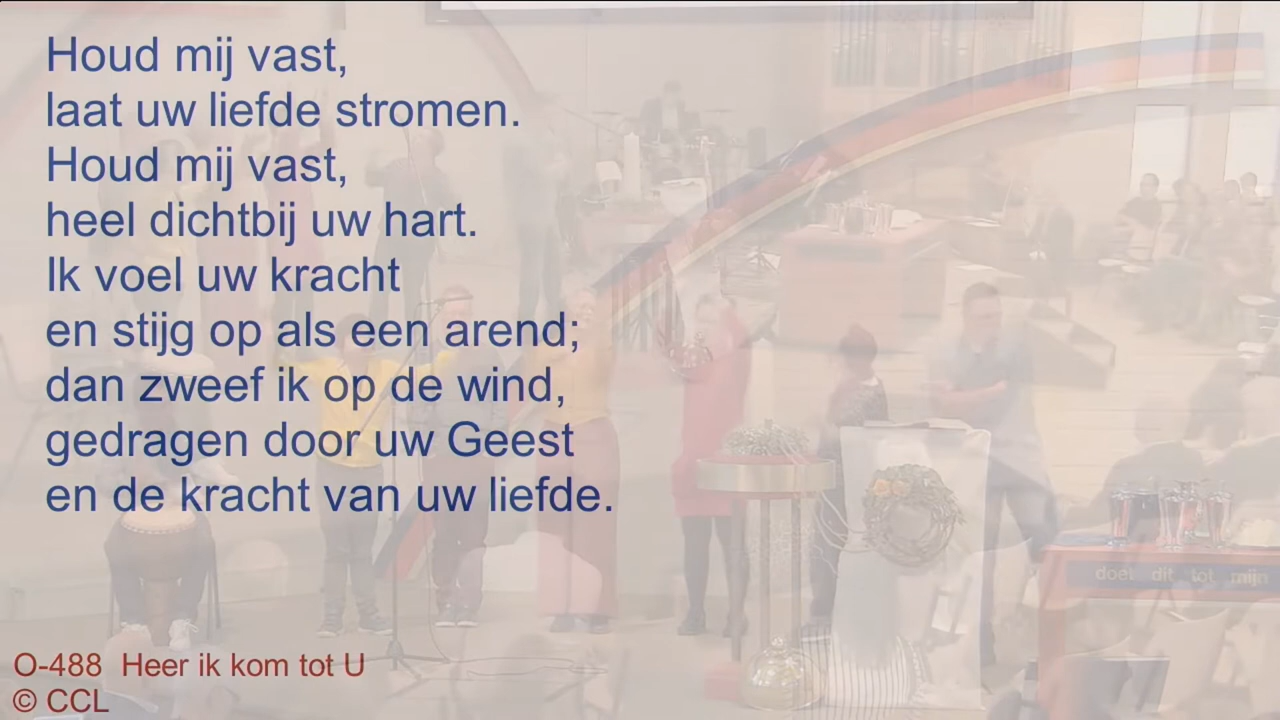 Houd mij vast,
laat uw liefde stromen.
Houd mij vast,
heel dichtbij uw hart.
Ik voel uw kracht
en stijg op als een arend;
dan zweef ik op de wind,
gedragen door uw Geest
en de kracht van uw liefde.
doet dit tot mijn
O-488 Heer ik kom tot U
© CCL